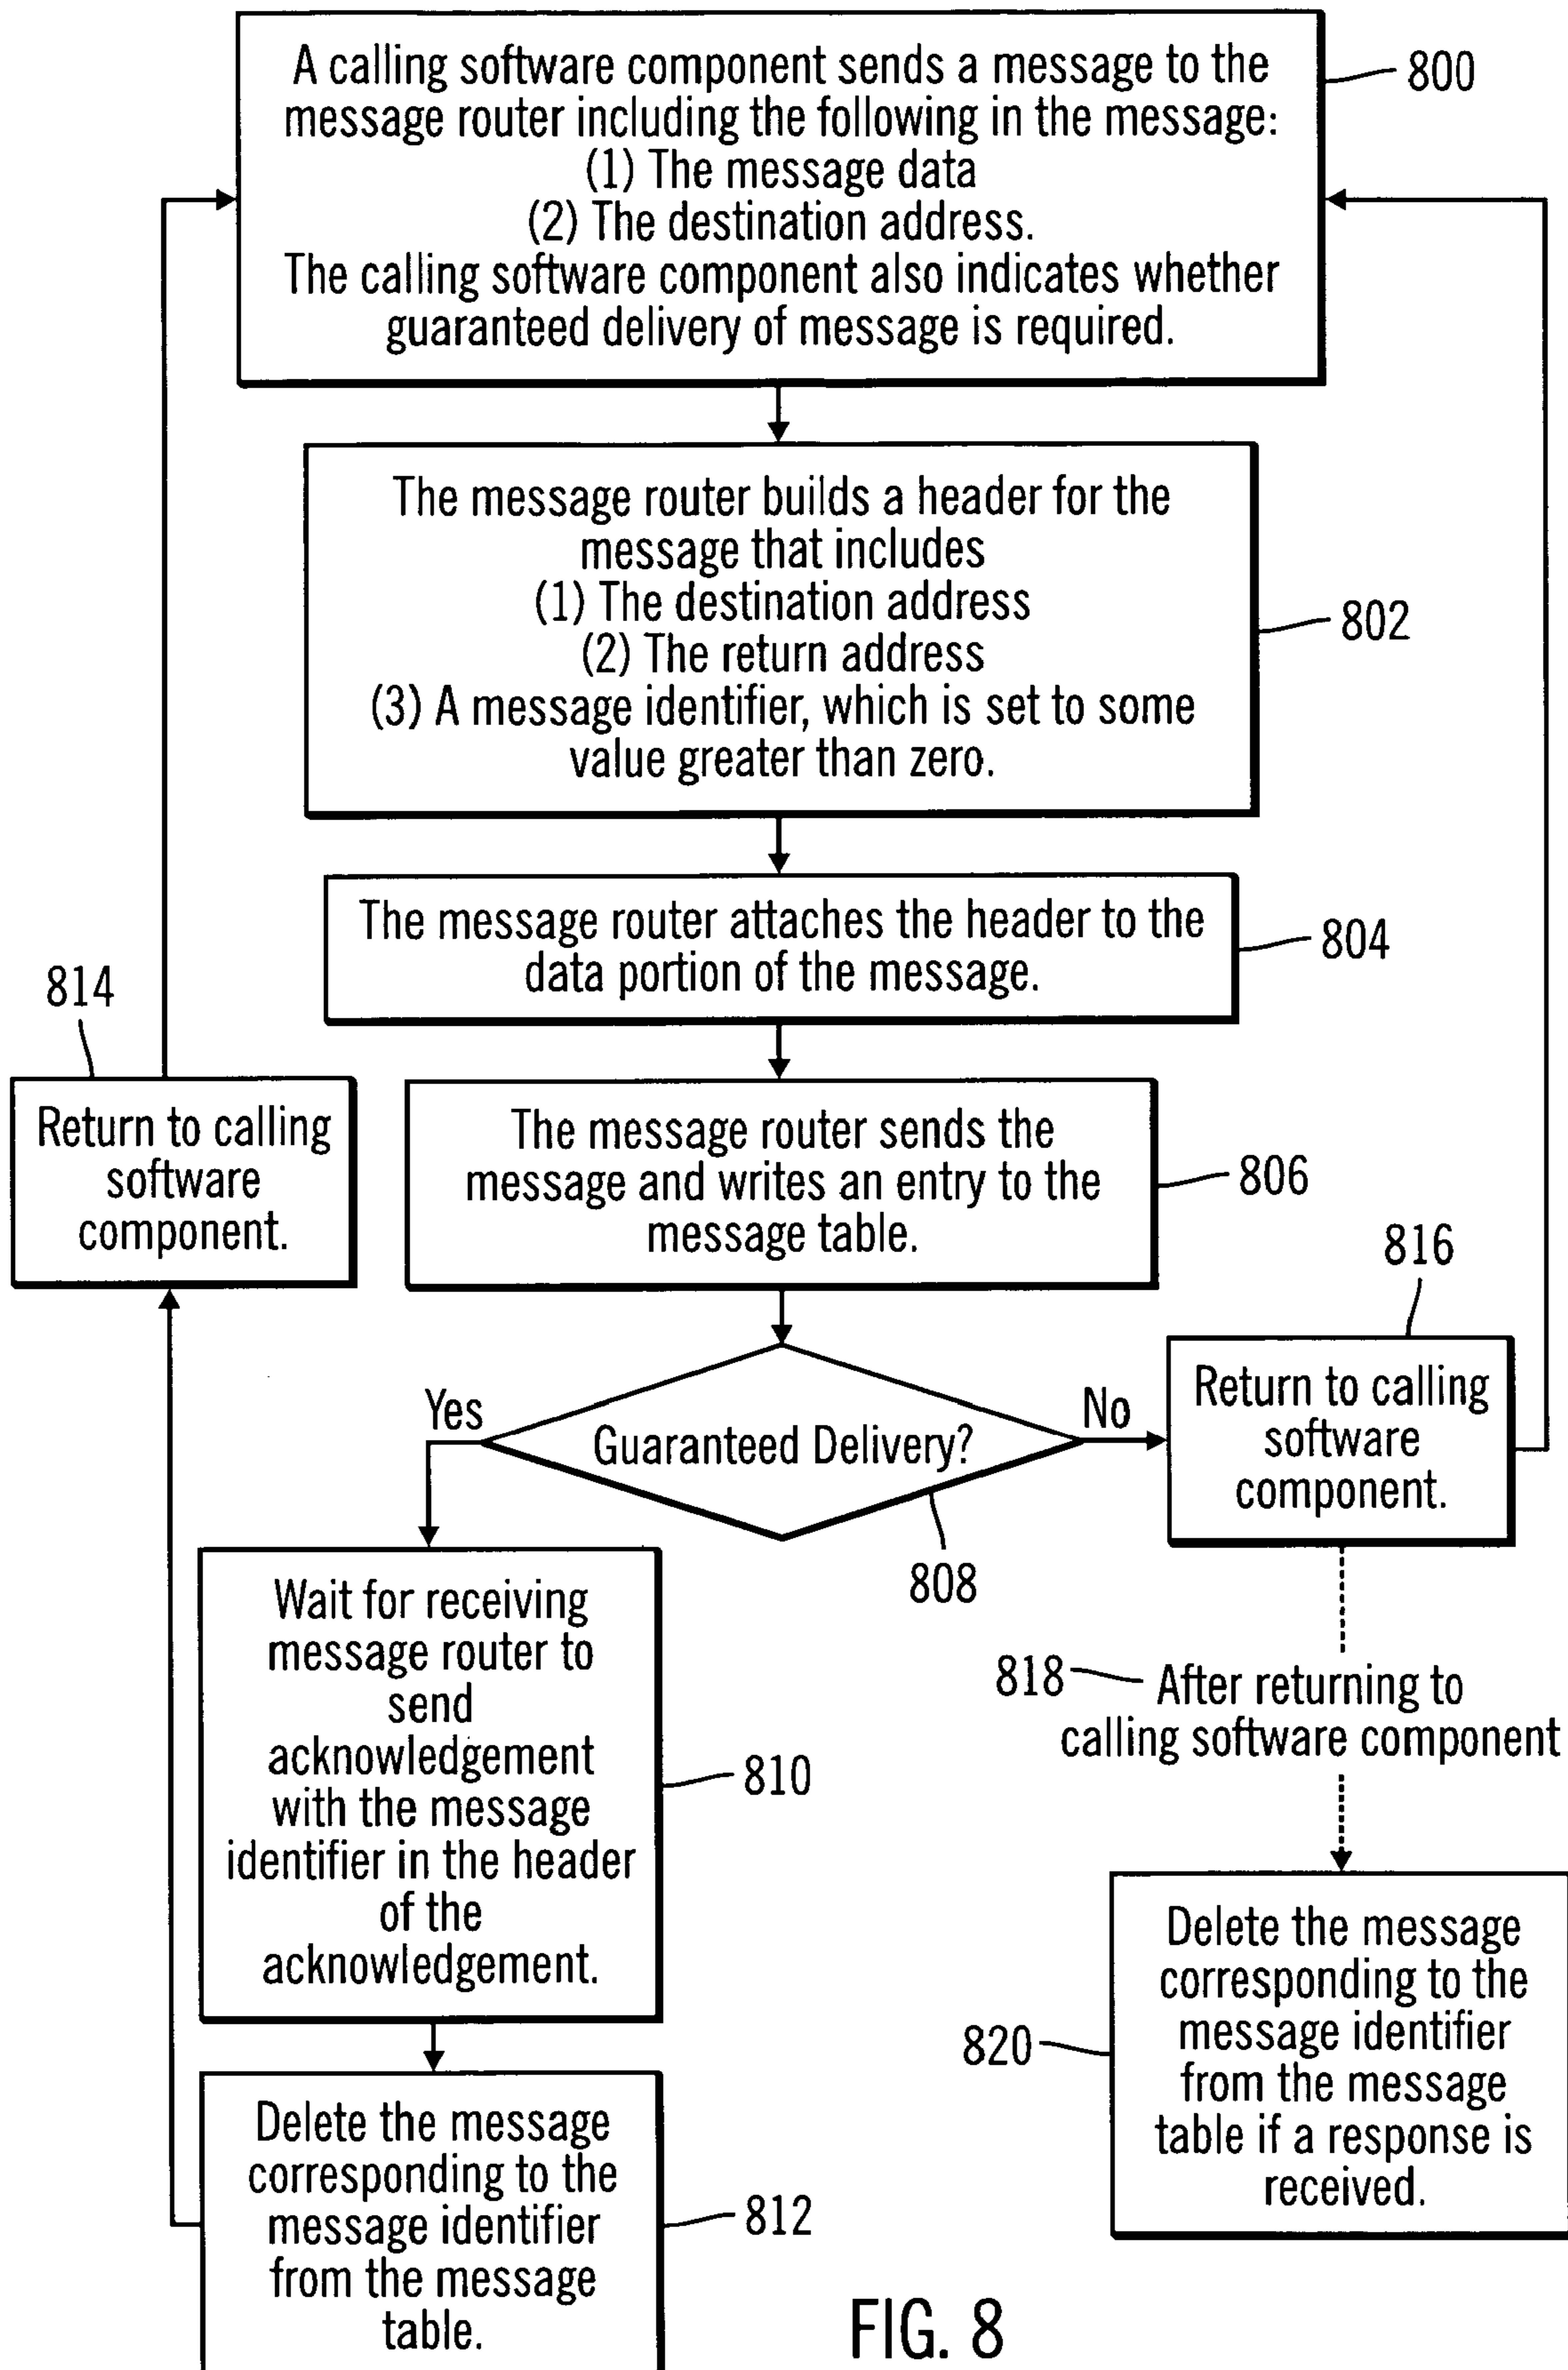 A calling software component sends a message to the
message router including the following in the message:
(1) The message data
(2) The destination address.
The calling software component also indicates whether
guaranteed delivery of message is required.
800
The message router builds a header for the
message that includes
(1) The destination address
(2) The return address
(3) A message identifier, which is set to some
value greater than zero.
802
The message router attaches the header to the
data portion of the message.
804
814
Return to calling
software
component.
The message router sends the
message and writes an entry to the
message table.
806
816
Return to calling
software
component.
Yes
Guaranteed Delivery?
No
808
Wait for receiving
message router to
send
acknowledgement
with the message
identifier in the header
of the
acknowledgement.
810
818
After returning to
calling software component
Delete the message
corresponding to the
message identifier
from the message
table if a response is
received.
820
Delete the message
corresponding to the
message identifier
from the message
table.
812
FIG. 8